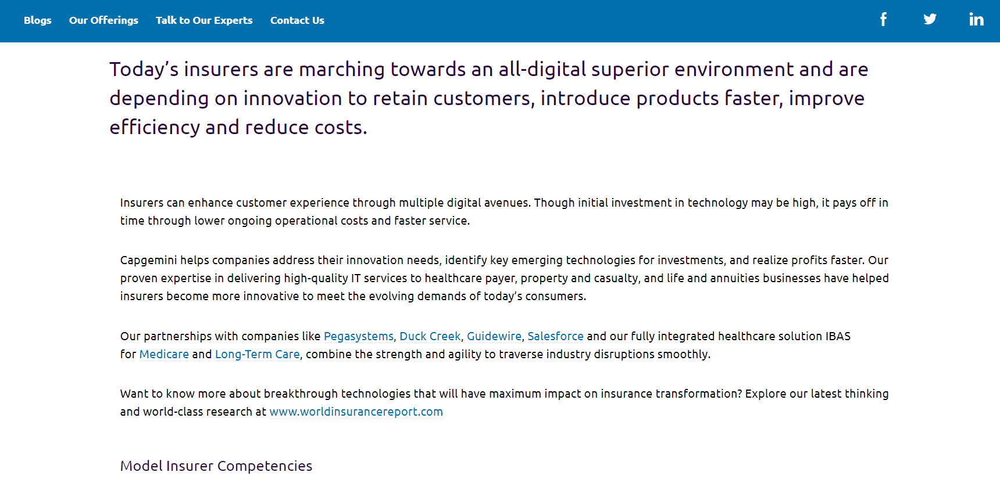 Blogs Our Offerings Talk to Our Experts Contact Us
Today’s insurers are marching towards an all-digital superior environment and are
depending on innovation to retain customers, introduce products faster, improve
efficiency and reduce costs.
Insurers can enhance customer experience through multiple digital avenues. Though initial investment in technology may be high, it pays off in
time through lower ongoing operational costs and faster service.
Capgemini helps companies address their innovation needs, identify key emerging technologies for investments, and realize profits faster. Our
proven expertise in delivering high-quality IT services to healthcare payer, property and casualty, and life and annuities businesses have helped
insurers become more innovative to meet the evolving demands of today’s consumers.
Our partnerships with companies like Pegasystems, Duck Creek, Guidewire, Salesforce and our fully integrated healthcare solution IBAS
for Medicare and Long-Term Care, combine the strength and agility to traverse industry disruptions smoothly.
Want to know more about breakthrough technologies that will have maximum impact on insurance transformation? Explore our latest thinking
and world-class research at www.worldinsurancereport.com
Model Insurer Competencies